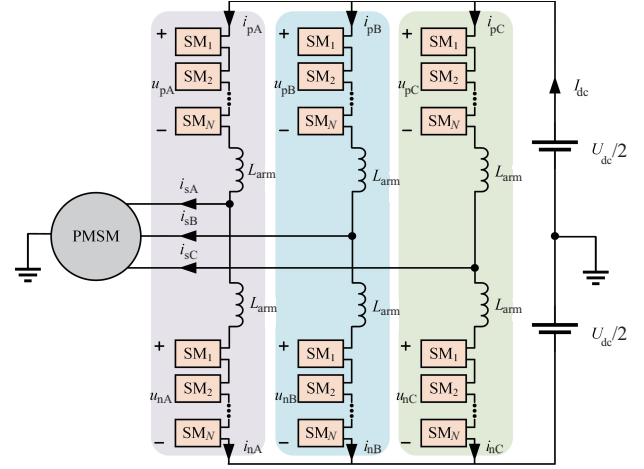 + i_pA + i_pB + i_pC
SM_1 SM_1 SM_1
u_pA SM_2 u_pB SM_2 u_pC SM_2 I_dc
− SM_N − SM_N − SM_N
U_dc/2
L_arm L_arm L_arm
i_sA
i_sB
PMSM
i_sC
L_arm L_arm L_arm
U_dc/2
+ SM_1 + SM_1 + SM_1
u_nA SM_2 u_nB SM_2 u_nC SM_2
− SM_N − SM_N − SM_N
i_nA i_nB i_nC